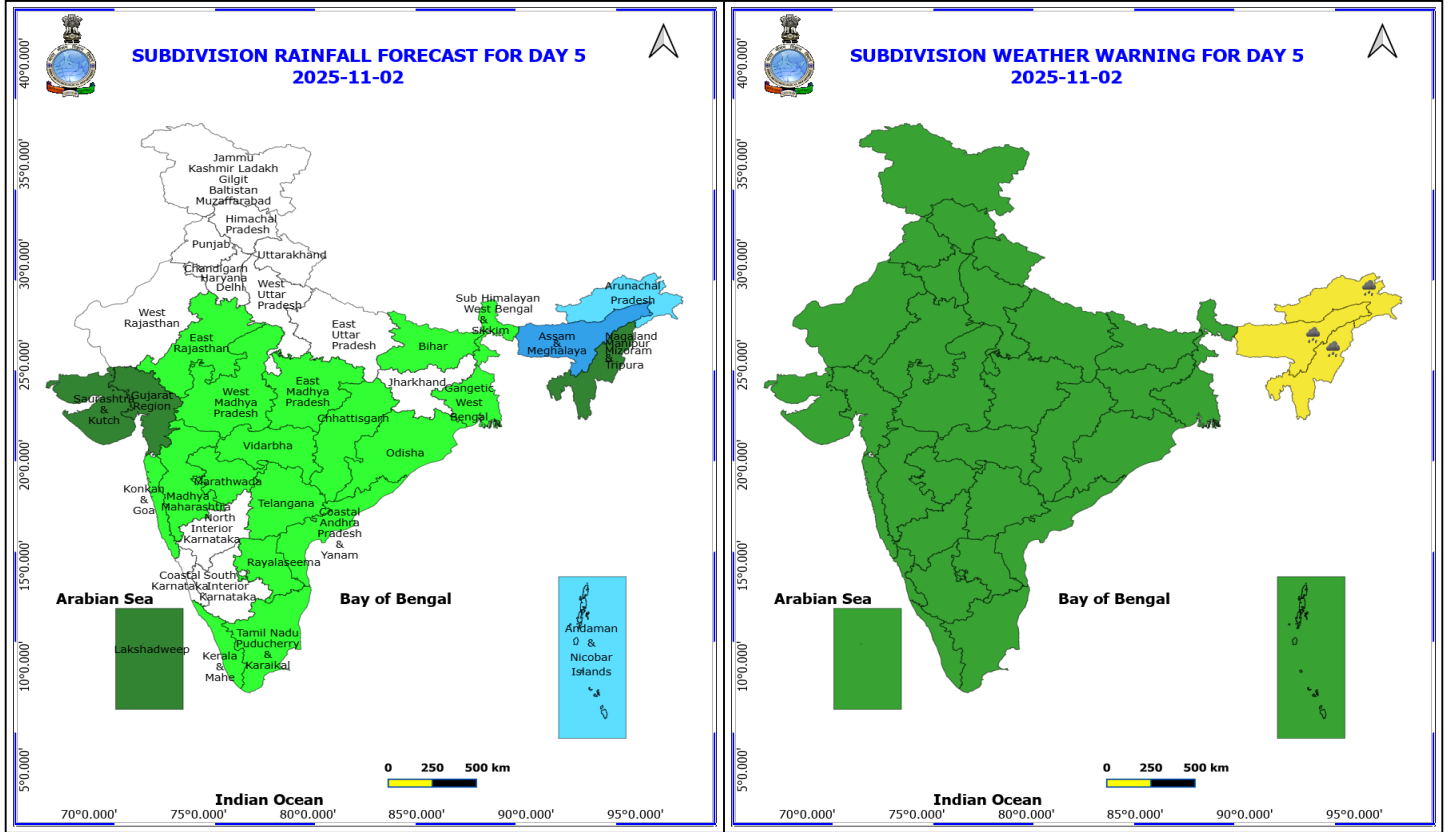 SUBDIVISION RAINFALL FORECAST FOR DAY 5
2025-11-02
40°0.000'
35°0.000'
30°0.000'
25°0.000'
20°0.000'
15°0.000'
10°0.000'
5°0.000'
Jammu
Kashmir Ladakh
Gilgit
Baltistan
Muzaffarabad
Himachal
Pradesh
Punjab
Uttarakhand
Chandigarh
Haryana
Delhi
West
Uttar
Pradesh
West
Rajasthan
East
Rajasthan
East
Uttar
Pradesh
Bihar
Sub Himalayan
West Bengal
&
Sikkim
Arunachal
Pradesh
Assam
&
Meghalaya
Nagaland
Manipur
Mizoram
&
Tripura
Jharkhand
Gangetic
West
Bengal
Saurashtra
&
Kutch
Gujarat
Region
West
Madhya
Pradesh
East
Madhya
Pradesh
Chhattisgarh
Vidarbha
Odisha
Konkan
&
Goa
Madhya
Maharashtra
Marathwada
Telangana
North
Interior
Karnataka
Coastal
Andhra
Pradesh
&
Yanam
Rayalaseema
Coastal
Karnataka
South
Interior
Karnataka
Arabian Sea
Bay of Bengal
Lakshadweep
Kerala
&
Mahe
Tamil Nadu
Puducherry
&
Karaikal
Andaman
&
Nicobar
Islands
0 250 500 km
Indian Ocean
70°0.000' 75°0.000' 80°0.000' 85°0.000' 90°0.000' 95°0.000'
SUBDIVISION WEATHER WARNING FOR DAY 5
2025-11-02
40°0.000'
35°0.000'
30°0.000'
25°0.000'
20°0.000'
15°0.000'
10°0.000'
5°0.000'
Arabian Sea
Bay of Bengal
0 250 500 km
Indian Ocean
70°0.000' 75°0.000' 80°0.000' 85°0.000' 90°0.000' 95°0.000'